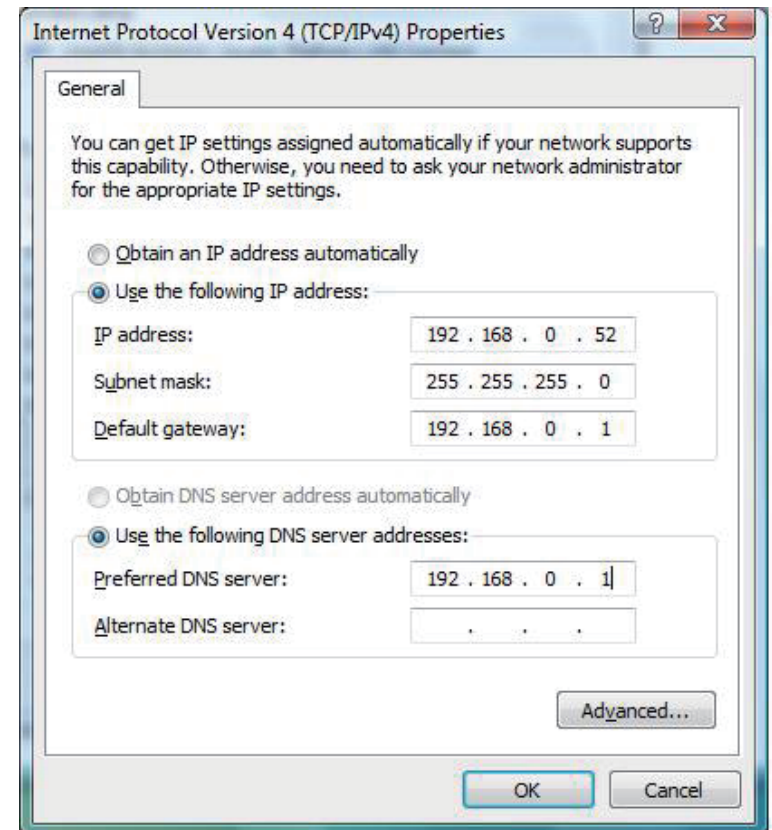 Internet Protocol Version 4 (TCP/IPv4) Properties
?
X
General
You can get IP settings assigned automatically if your network supports
this capability. Otherwise, you need to ask your network administrator
for the appropriate IP settings.
Obtain an IP address automatically
Use the following IP address:
IP address: 192 . 168 . 0 . 52
Subnet mask: 255 . 255 . 255 . 0
Default gateway: 192 . 168 . 0 . 1
Obtain DNS server address automatically
Use the following DNS server addresses:
Preferred DNS server: 192 . 168 . 0 . 1
Alternate DNS server: . . .
Advanced...
OK Cancel